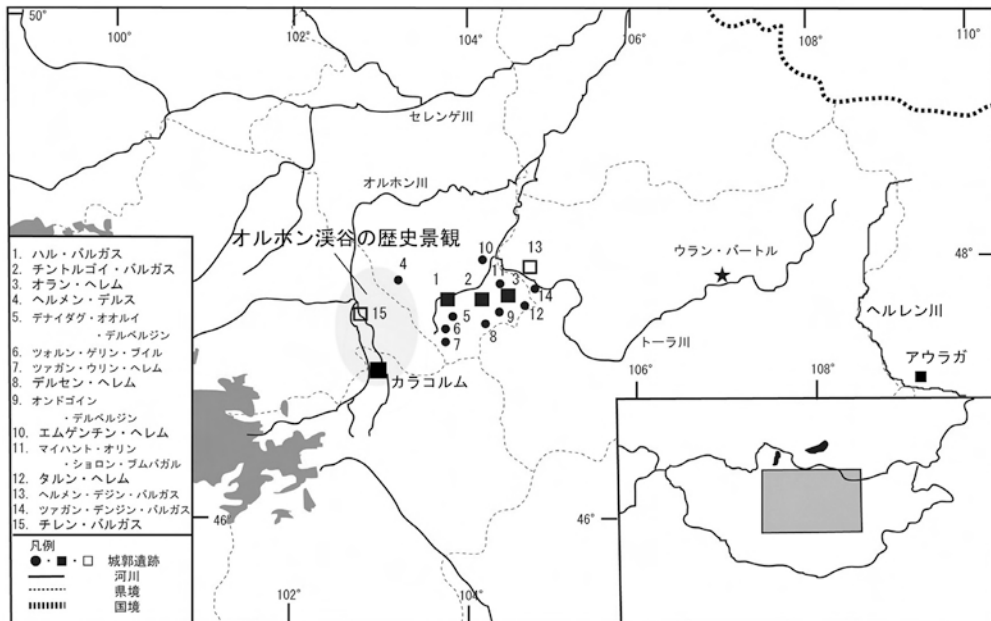 50°
100°
102°
104°
06°
108°
110°
セレンゲ川
オルホン川
オルホン渓谷の歴史景観
ウラン・バートル
48°
ヘルレン川
トーラ川
アウラガ
カラコルム
10
13
4
11
1
2
3
14
15
5
9
12
6
8
7
1. ハル・バルガス
2. チントルゴイ・バルガス
3. オラン・ヘレム
4. ヘルメン・デルス
5. デナイダグ・オオルイ
・デルベルジン
6. ツォルン・ゲリン・ブイル
7. ツァガン・ウリン・ヘレム
8. デルセン・ヘレム
9. オンドゴイン
・デルベルジン
10. エムゲンチン・ヘレム
11. マイハント・オリン
・ショロン・ブムバガル
12. タルン・ヘレム
13. ヘルメン・デジン・バルガス
14. ツァガン・デンジン・バルガス
15. チレン・バルガス
凡例
●・■・□ 城郭遺跡
河川
県境
国境
46°
102°
104°
106°
108°
46°